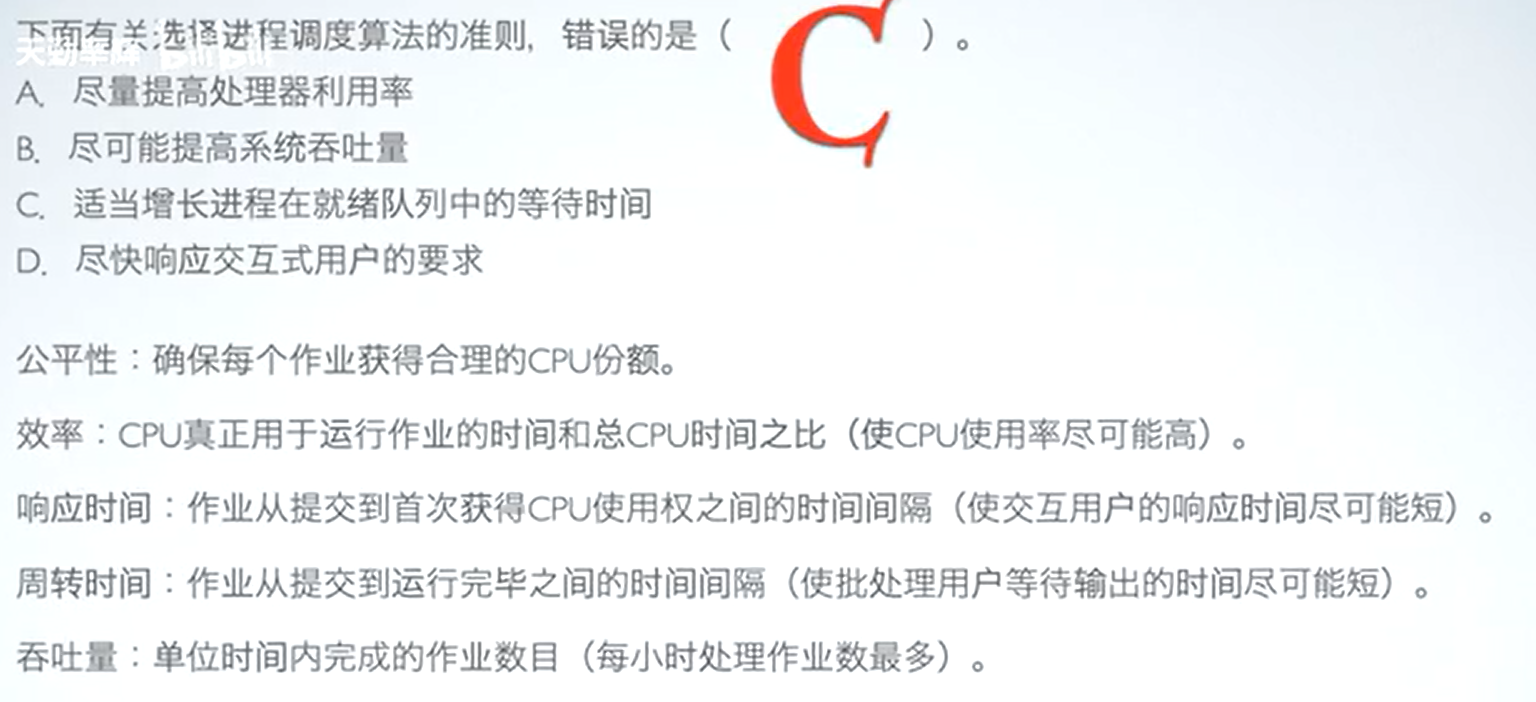 下面有关选择进程调度算法的准则，错误的是（ C ）。
天勤率辉 bilibili
A．尽量提高处理器利用率
B．尽可能提高系统吞吐量
C．适当增长进程在就绪队列中的等待时间
D．尽快响应交互式用户的要求
公平性：确保每个作业获得合理的CPU份额。
效率：CPU真正用于运行作业的时间和总CPU时间之比（使CPU使用率尽可能高）。
响应时间：作业从提交到首次获得CPU使用权之间的时间间隔（使交互用户的响应时间尽可能短）。
周转时间：作业从提交到运行完毕之间的时间间隔（使批处理用户等待输出的时间尽可能短）。
吞吐量：单位时间内完成的作业数目（每小时处理作业数最多）。